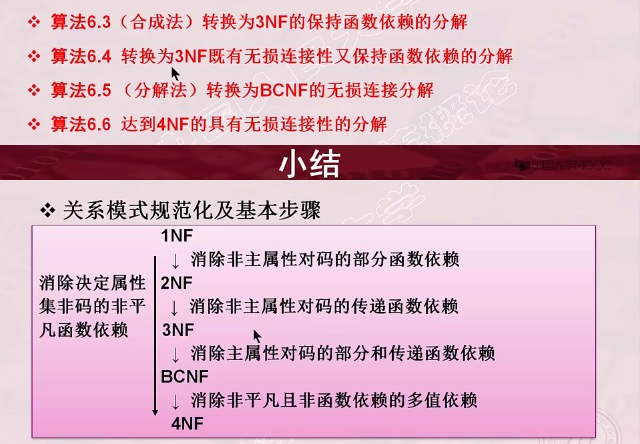 ❖ 算法6.3（合成法）转换为3NF的保持函数依赖的分解
❖ 算法6.4 转换为3NF既有无损连接性又保持函数依赖的分解
❖ 算法6.5 （分解法）转换为BCNF的无损连接分解
❖ 算法6.6 达到4NF的具有无损连接性的分解
小结
❖ 关系模式规范化及基本步骤
消除决定属性
集非码的非平
凡函数依赖
1NF
↓ 消除非主属性对码的部分函数依赖
2NF
↓ 消除非主属性对码的传递函数依赖
3NF
↓ 消除主属性对码的部分和传递函数依赖
BCNF
↓ 消除非平凡且非函数依赖的多值依赖
4NF